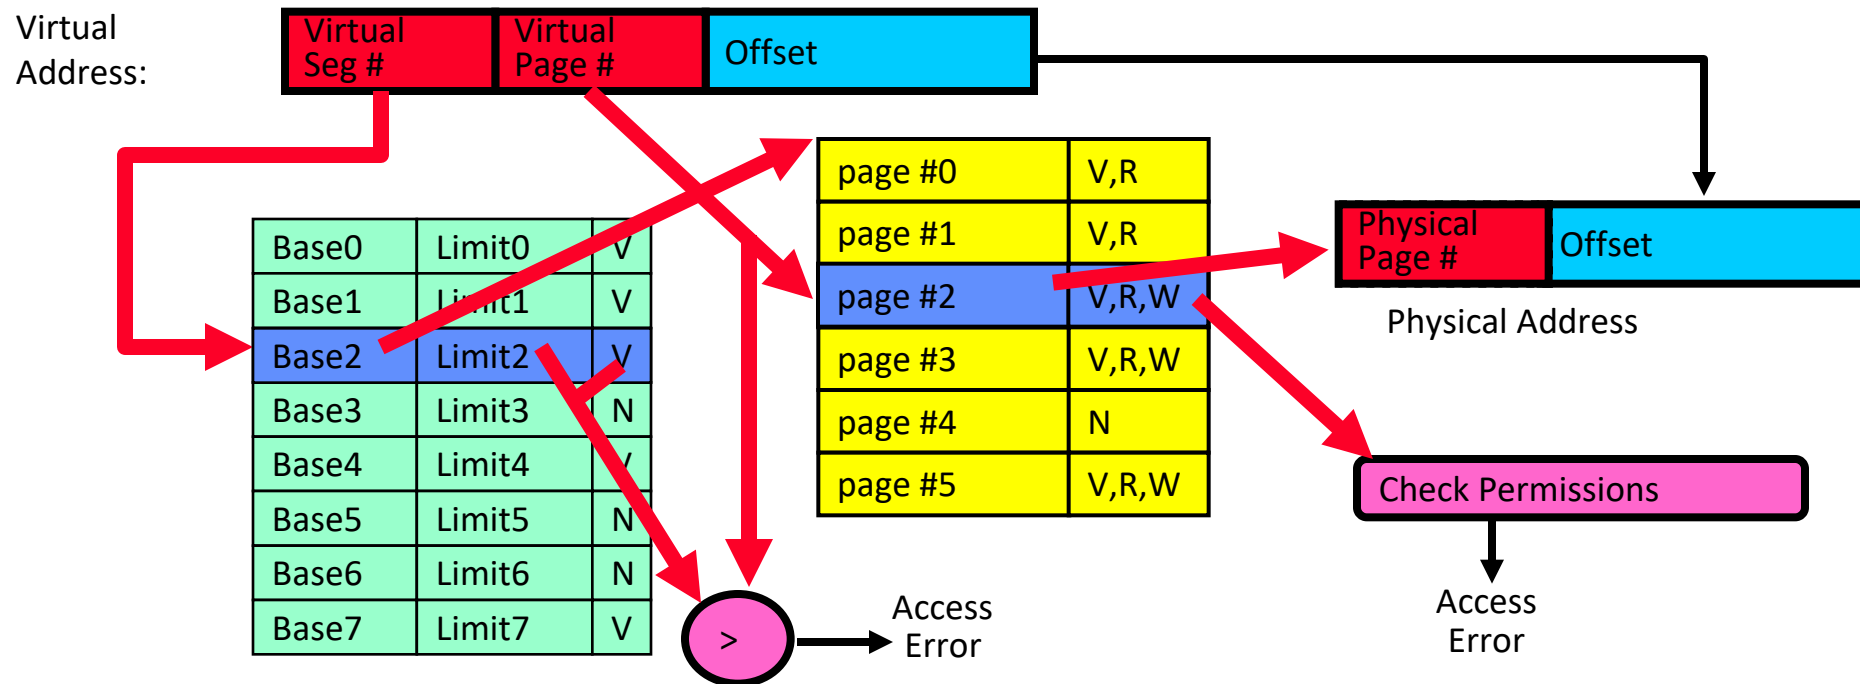 Virtual
Address:
Virtual
Seg #
Virtual
Page #
Offset
page #0 V,R
page #1 V,R
page #2 V,R,W
page #3 V,R,W
page #4 N
page #5 V,R,W
Physical
Page #
Offset
Physical Address
Base0 Limit0 V
Base1 Limit1 V
Base2 Limit2 V
Base3 Limit3 N
Base4 Limit4 V
Base5 Limit5 N
Base6 Limit6 N
Base7 Limit7 V
>
Access
Error
Check Permissions
Access
Error